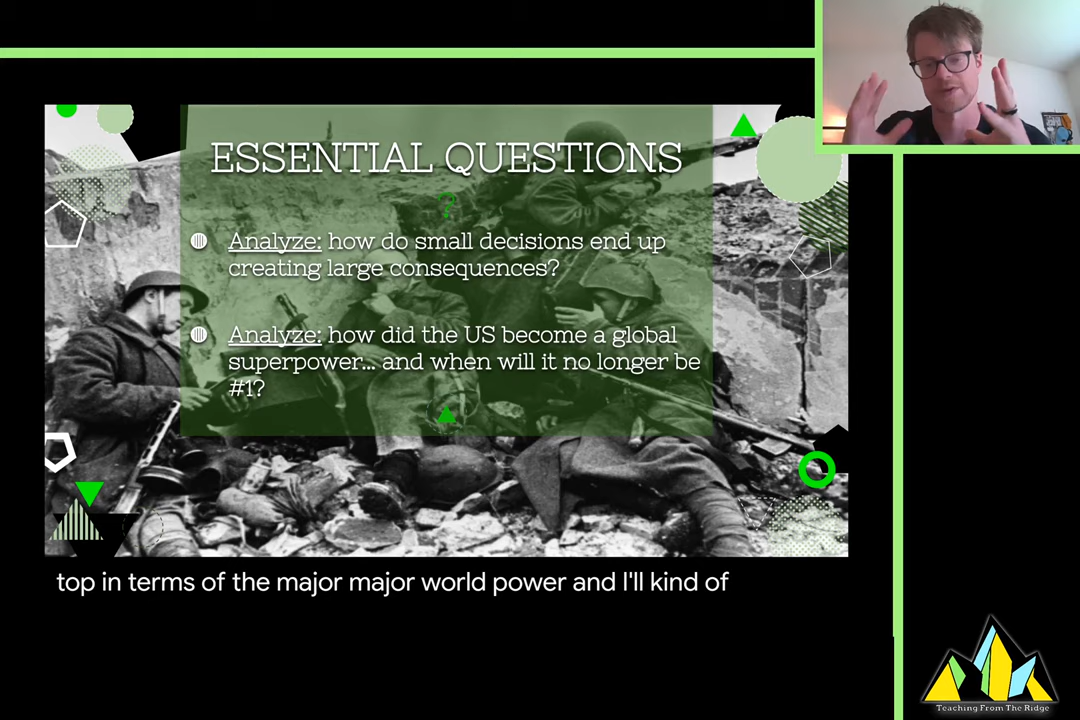 ESSENTIAL QUESTIONS
?
Analyze: how do small decisions end up
creating large consequences?
Analyze: how did the US become a global
superpower... and when will it no longer be
#1?
top in terms of the major major world power and I'll kind of
Teaching From The Ridge